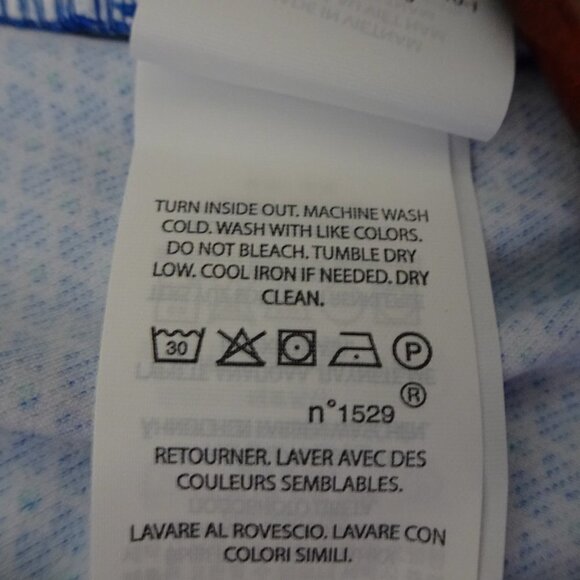 TURN INSIDE OUT. MACHINE WASH
COLD. WASH WITH LIKE COLORS.
DO NOT BLEACH. TUMBLE DRY
LOW. COOL IRON IF NEEDED. DRY
CLEAN.
30 P
®
n°1529
RETOURNER. LAVER AVEC DES
COULEURS SEMBLABLES.
LAVARE AL ROVESCIO. LAVARE CON
COLORI SIMILI.